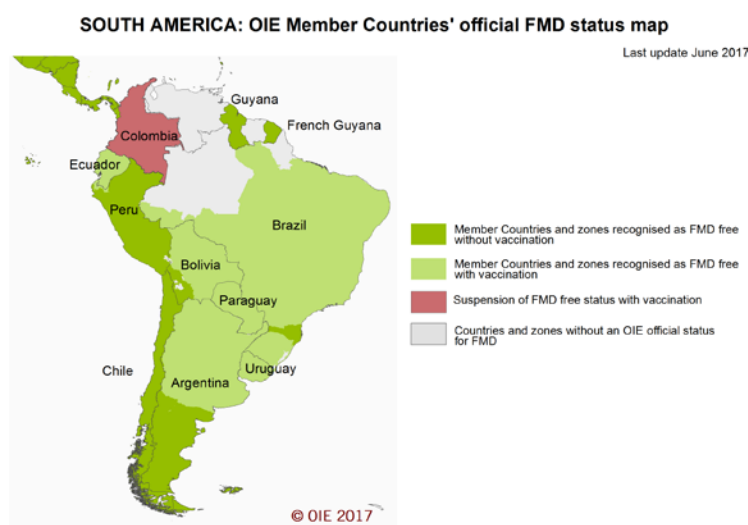 SOUTH AMERICA: OIE Member Countries' official FMD status map
Last update June 2017
Guyana
French Guyana
Colombia
Ecuador
Peru
Brazil
Bolivia
Paraguay
Chile
Argentina
Uruguay
Member Countries and zones recognised as FMD free
without vaccination
Member Countries and zones recognised as FMD free
with vaccination
Suspension of FMD free status with vaccination
Countries and zones without an OIE official status
for FMD
© OIE 2017